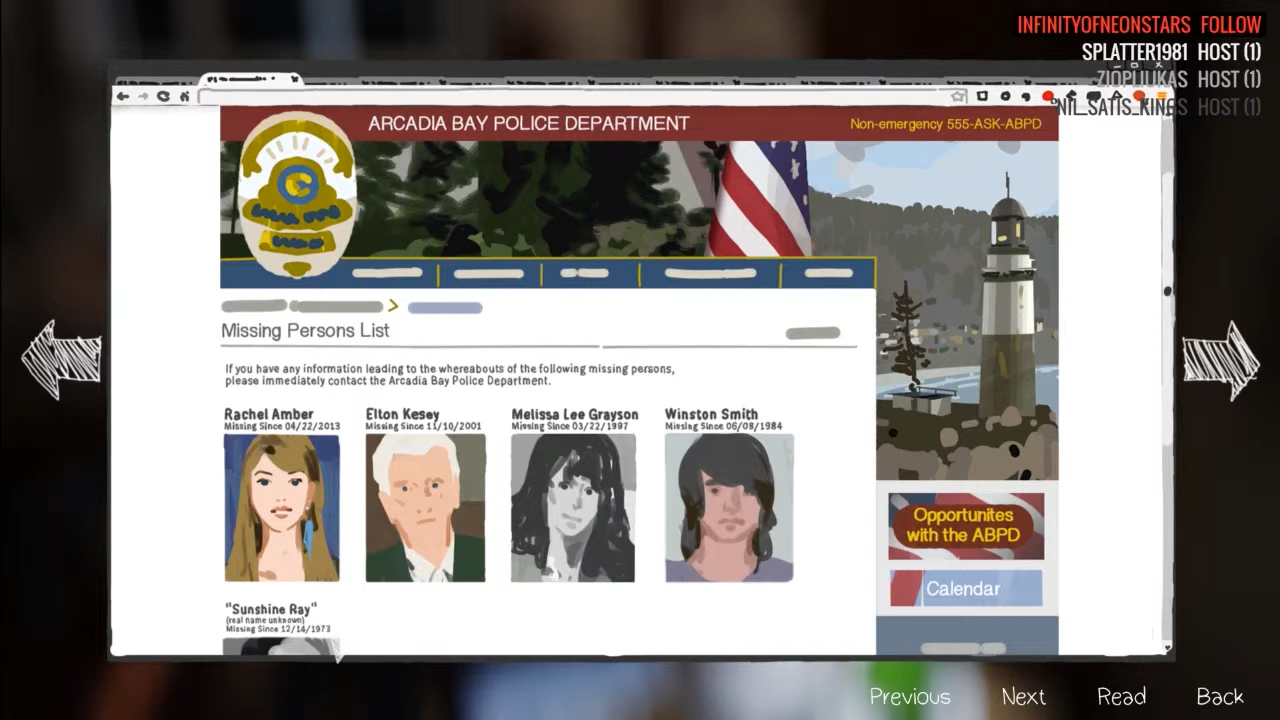 INFINITYOFNEONSTARS FOLLOW
SPLATTER1981 HOST (1)
ZIOPLIUKAS HOST (1)
NIL_SATIS_KINGS HOST (1)
ARCADIA BAY POLICE DEPARTMENT
Non-emergency 555-ASK-ABPD
Missing Persons List
If you have any information leading to the whereabouts of the following missing persons,
please immediately contact the Arcadia Bay Police Department.
Rachel Amber
Missing Since 04/22/2013
Elton Kesey
Missing Since 11/10/2001
Melissa Lee Grayson
Missing Since 03/22/1997
Winston Smith
Missing Since 06/08/1984
"Sunshine Ray"
(real name unknown)
Missing Since 12/14/1973
Opportunites
with the ABPD
Calendar
Previous Next Read Back